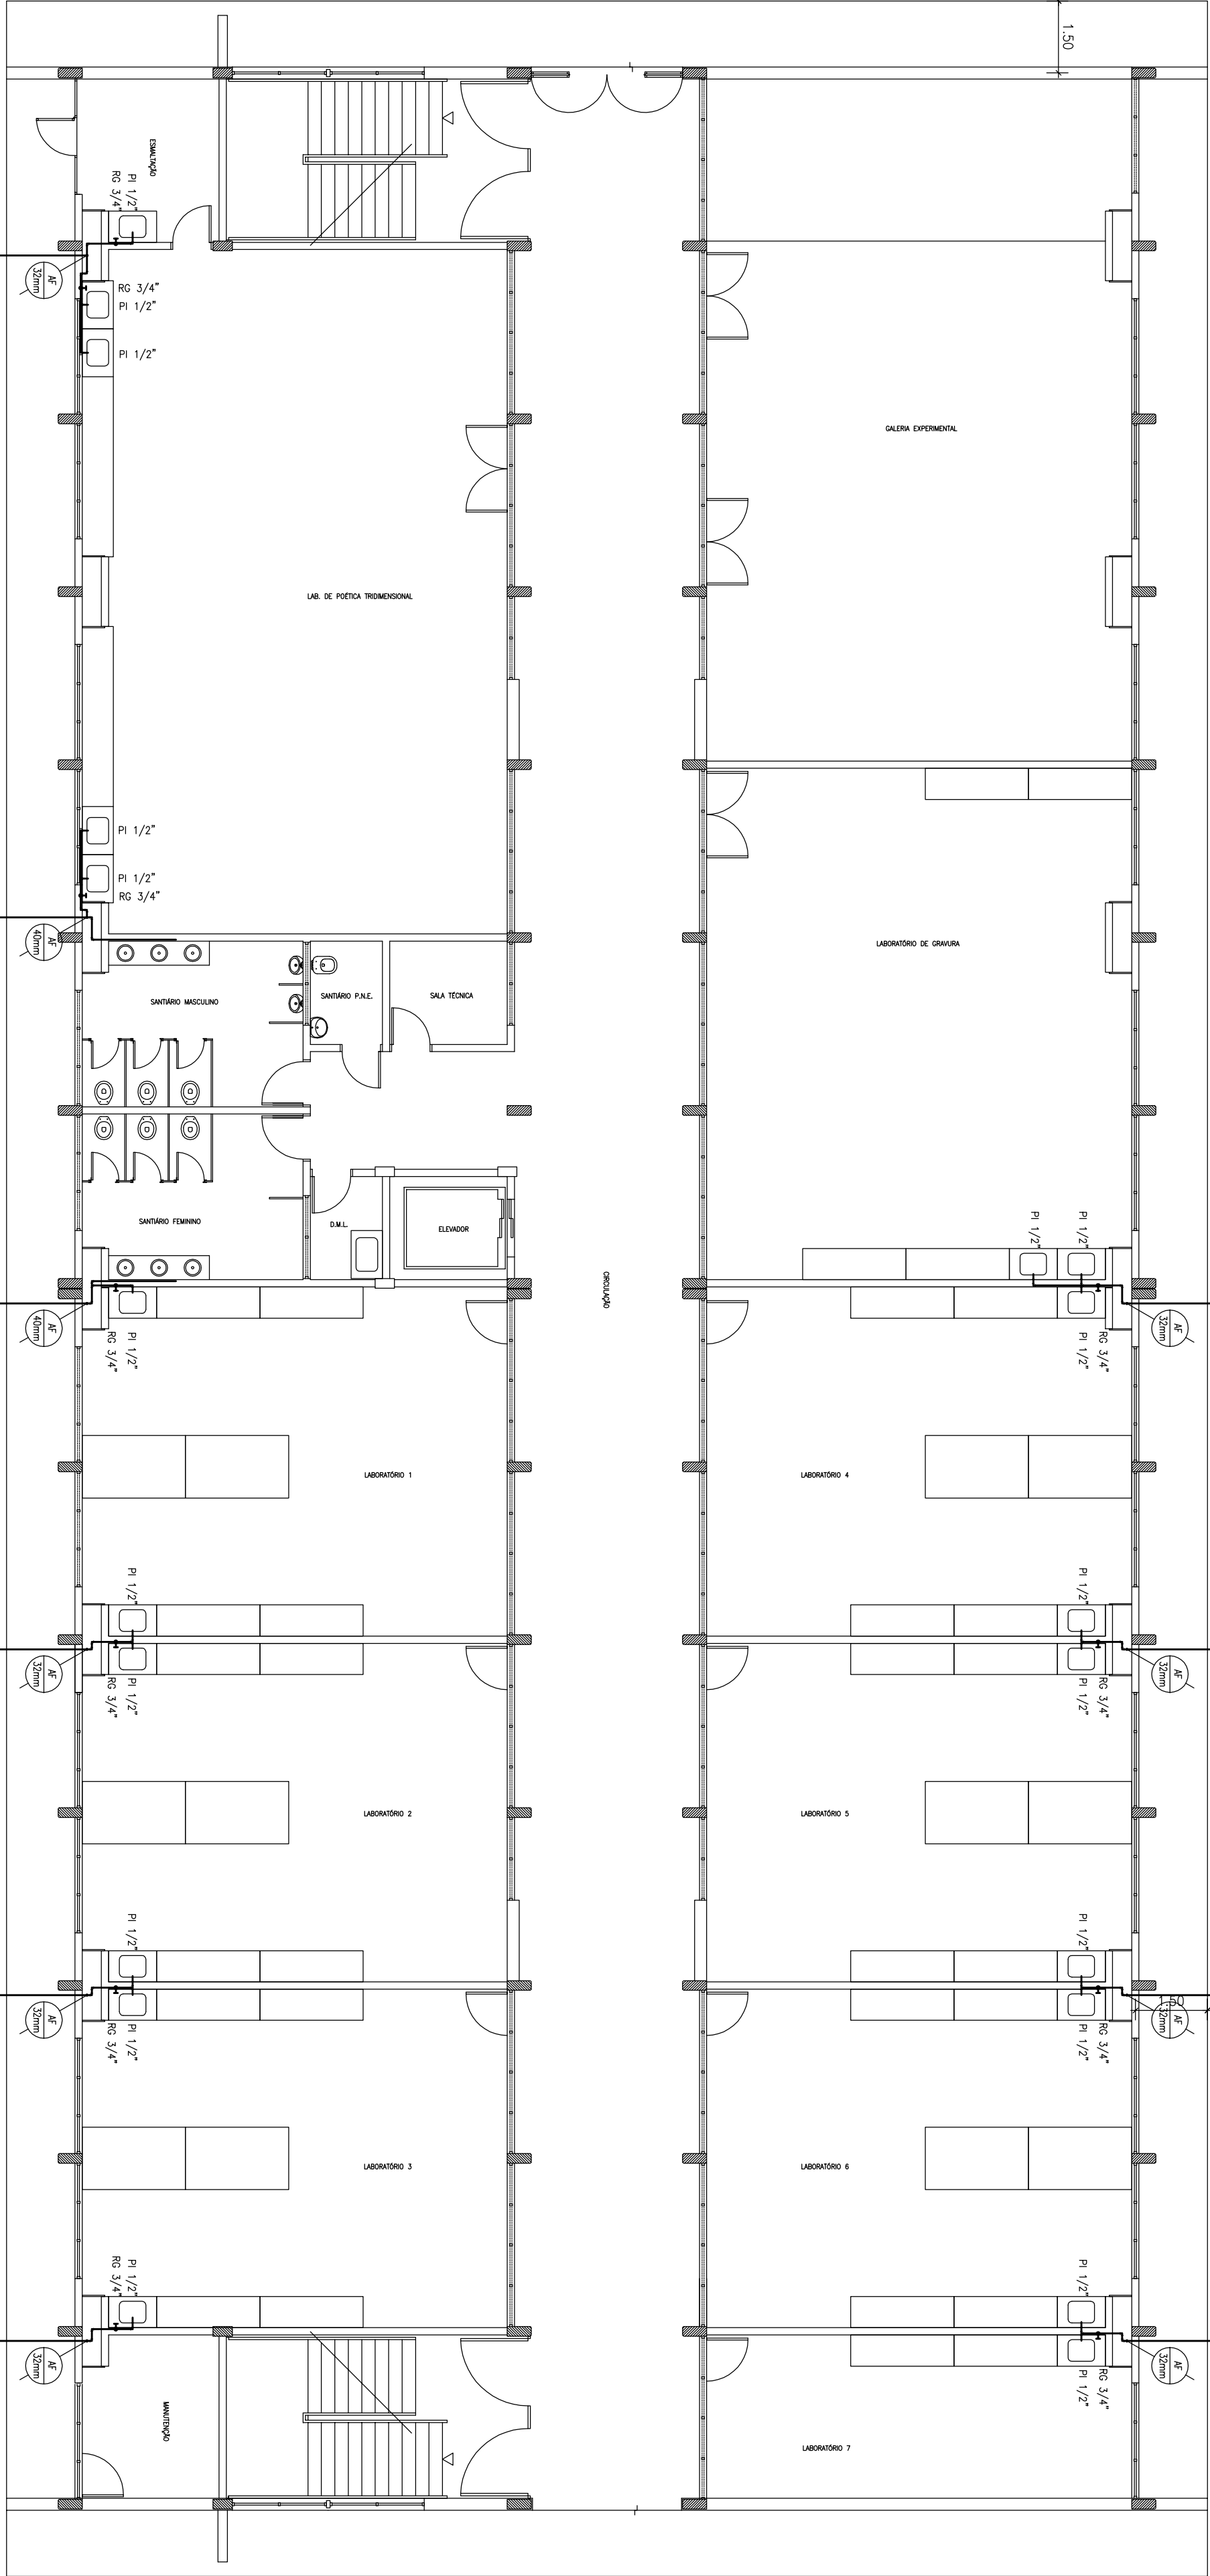 1.50
ESMALTAÇÃO
PI 1/2"
RG 3/4"
AF
32mm
RG 3/4"
PI 1/2"
PI 1/2"
GALERIA EXPERIMENTAL
LAB. DE POÉTICA TRIDIMENSIONAL
PI 1/2"
PI 1/2"
RG 3/4"
AF
40mm
LABORATÓRIO DE GRAVURA
SANTIÁRIO MASCULINO
SANTIÁRIO P.N.E.
SALA TÉCNICA
SANTIÁRIO FEMININO
D.M.L.
ELEVADOR
CIRCULAÇÃO
PI 1/2"
PI 1/2"
AF
40mm
PI 1/2"
RG 3/4"
RG 3/4"
PI 1/2"
AF
32mm
LABORATÓRIO 1
LABORATÓRIO 4
PI 1/2"
PI 1/2"
AF
32mm
PI 1/2"
RG 3/4"
RG 3/4"
PI 1/2"
AF
32mm
LABORATÓRIO 2
LABORATÓRIO 5
PI 1/2"
PI 1/2"
AF
32mm
PI 1/2"
RG 3/4"
RG 3/4"
PI 1/2"
1.50
AF
32mm
LABORATÓRIO 3
LABORATÓRIO 6
PI 1/2"
RG 3/4"
PI 1/2"
AF
32mm
RG 3/4"
PI 1/2"
AF
32mm
MANUTENÇÃO
LABORATÓRIO 7